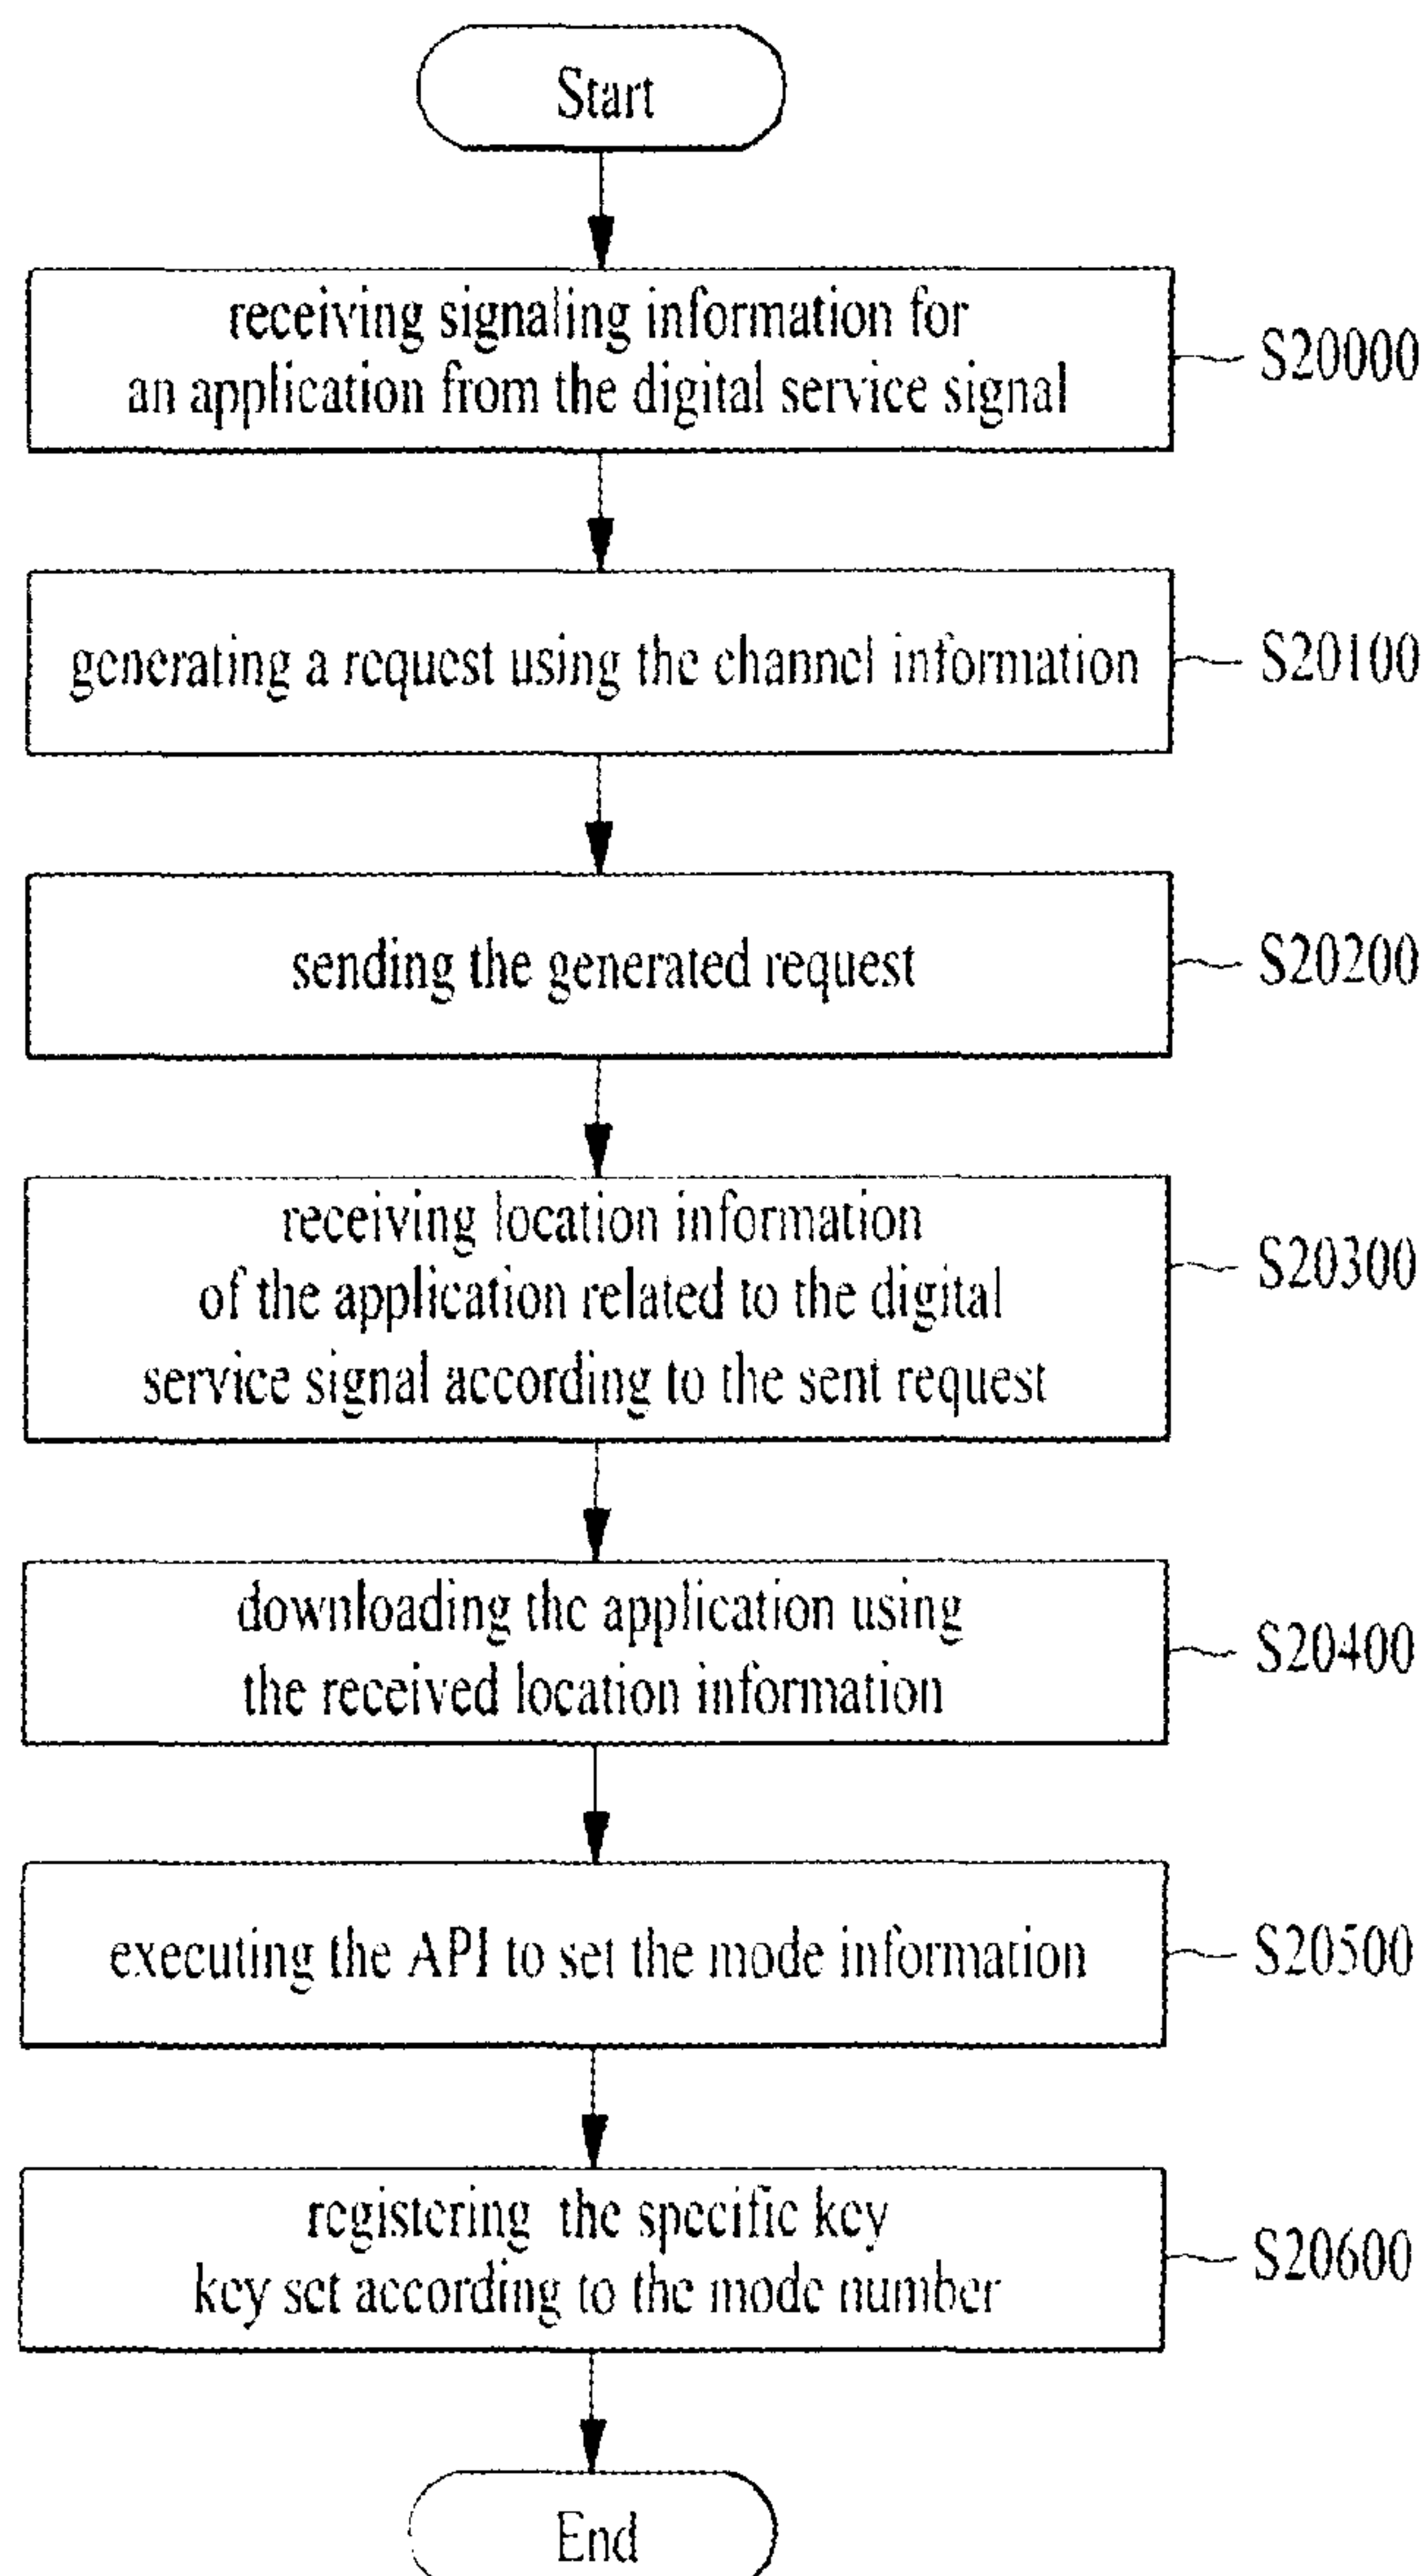 Start
receiving signaling information for
an application from the digital service signal
S20000
generating a request using the channel information
S20100
sending the generated request
S20200
receiving location information
of the application related to the digital
service signal according to the sent request
S20300
downloading the application using
the received location information
S20400
executing the API to set the mode information
S20500
registering the specific key
key set according to the mode number
S20600
End